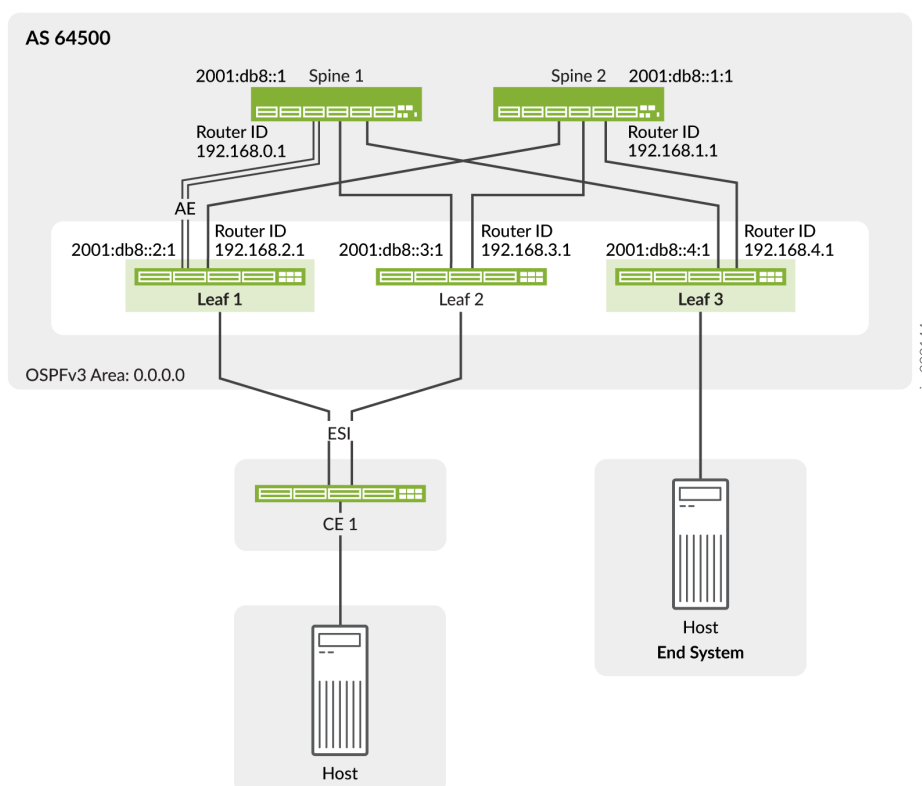 AS 64500
2001:db8::1 Spine 1
Spine 2 2001:db8::1:1
Router ID
192.168.0.1
Router ID
192.168.1.1
AE
2001:db8::2:1
Router ID
192.168.2.1
2001:db8::3:1
Router ID
192.168.3.1
2001:db8::4:1
Router ID
192.168.4.1
Leaf 1
Leaf 2
Leaf 3
OSPFv3 Area: 0.0.0.0
ESI
CE 1
Host
End System
Host